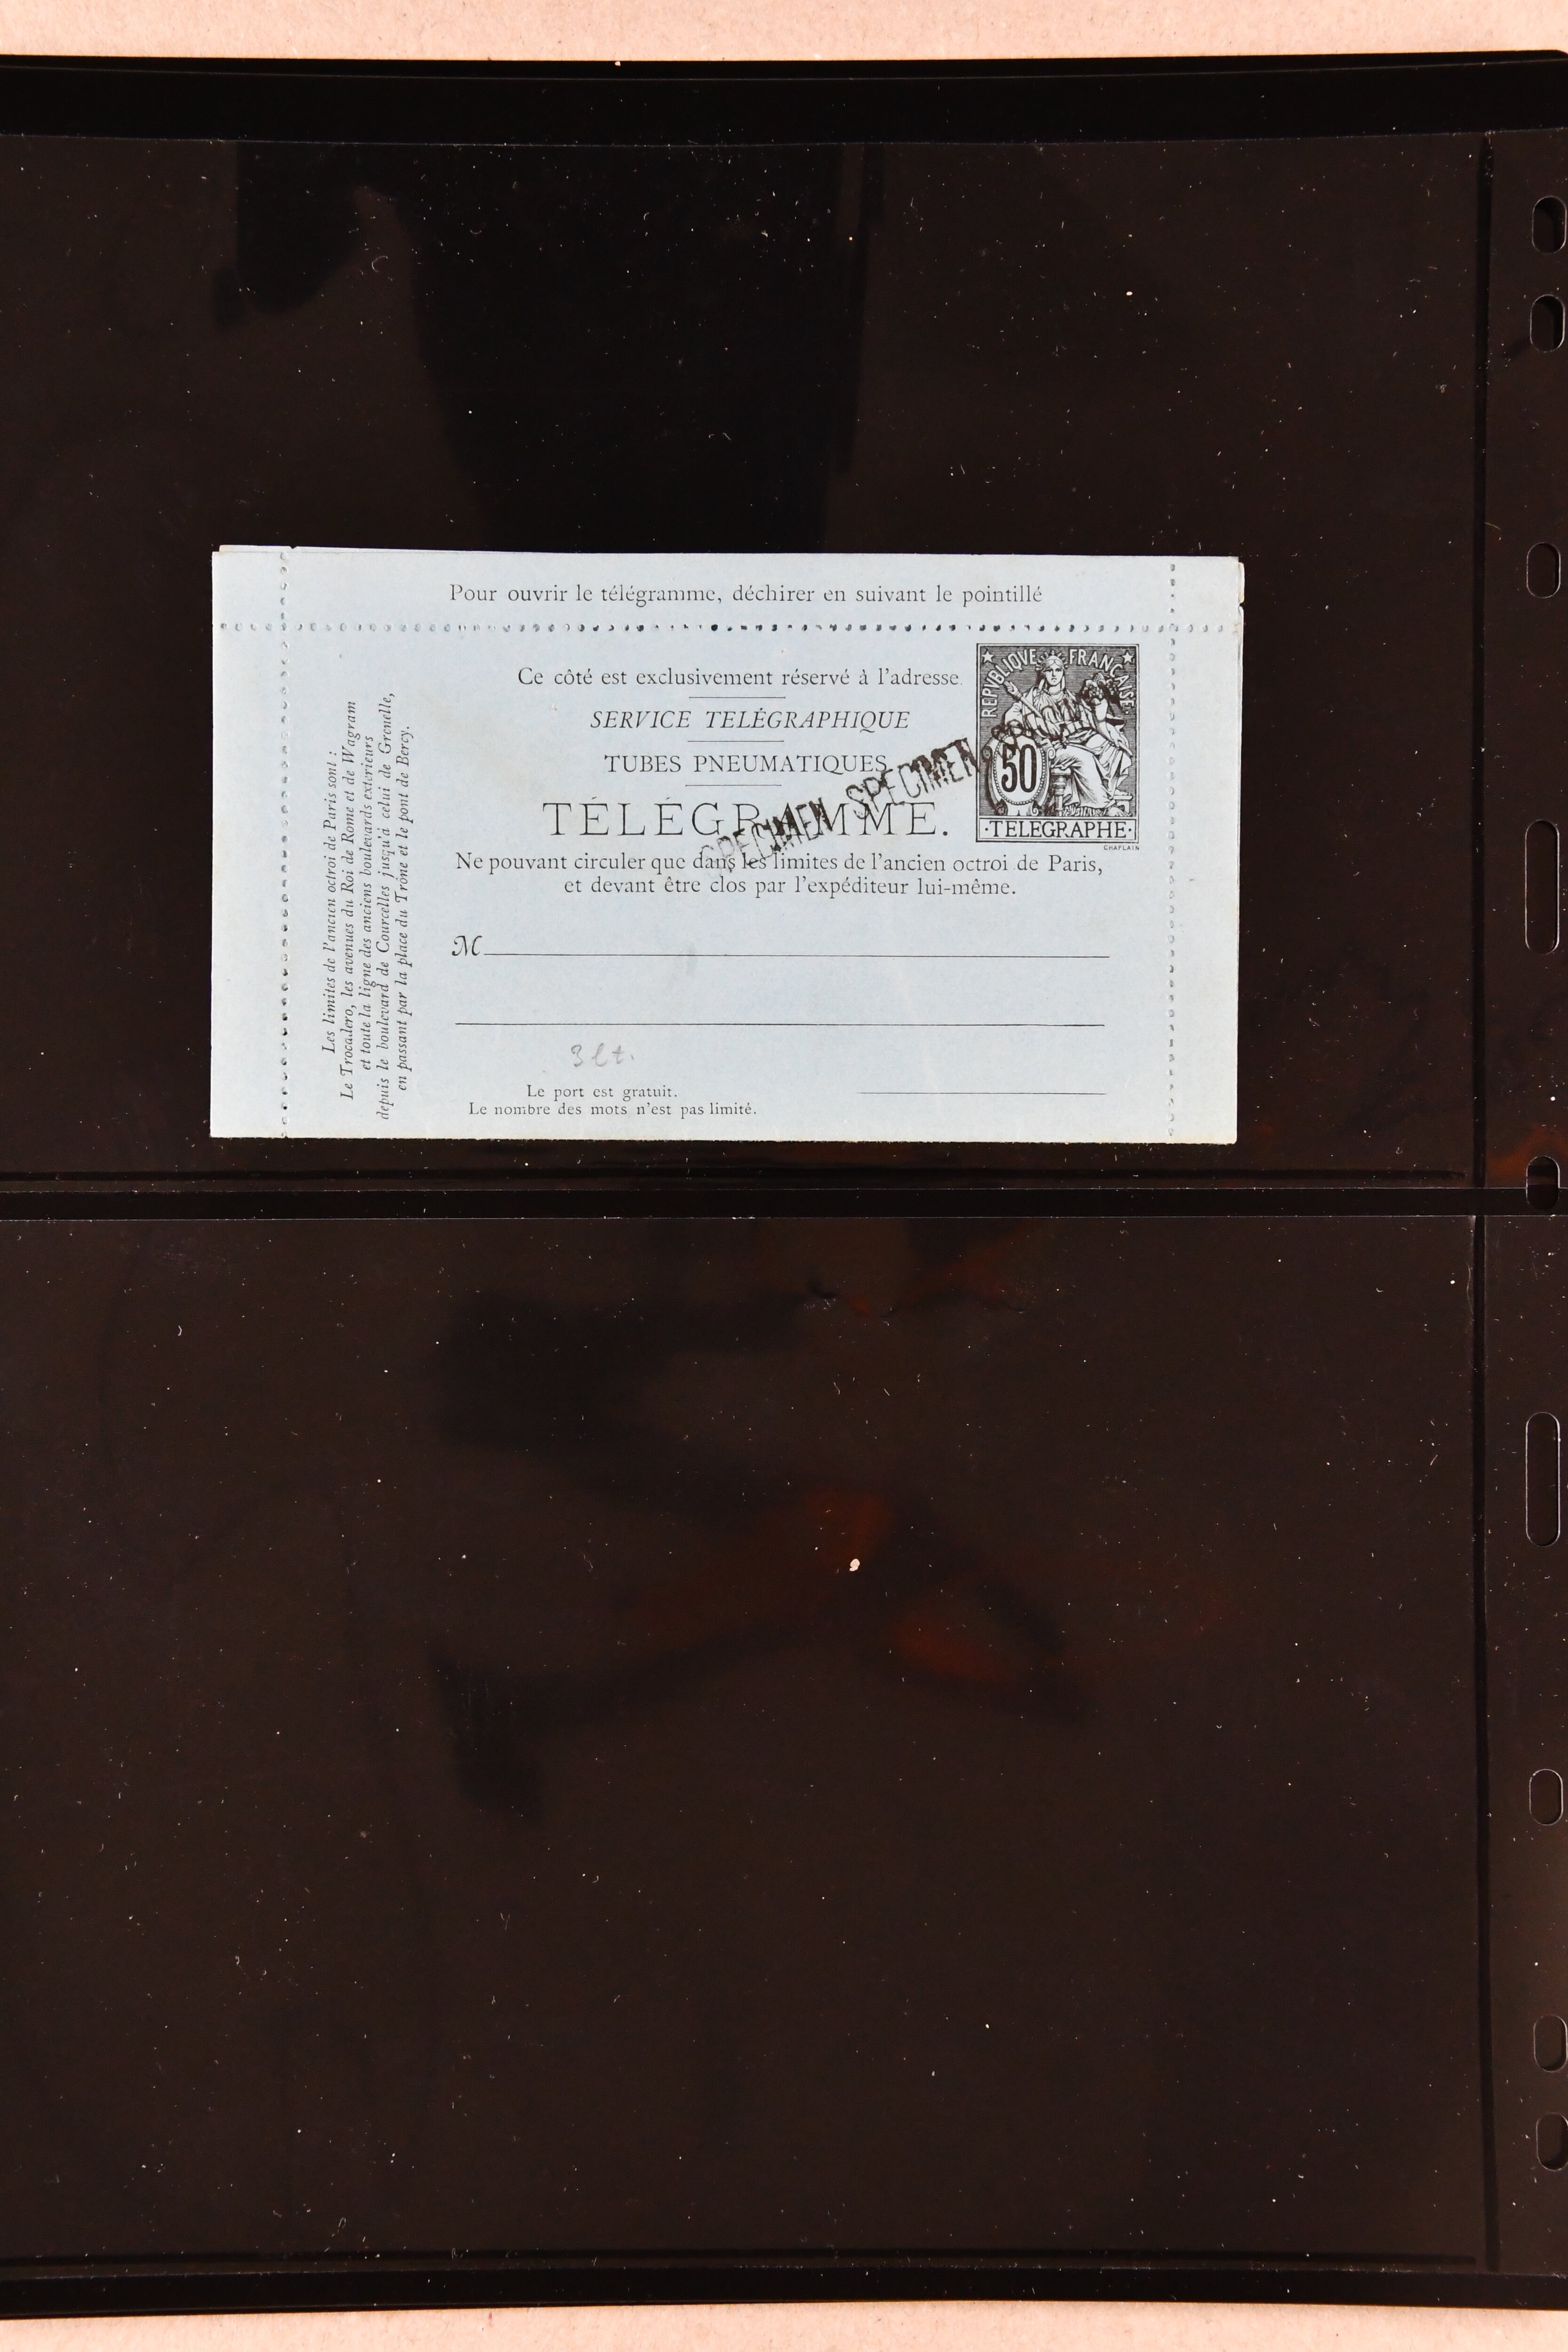 Pour ouvrir le télégramme, déchirer en suivant le pointillé
Ce côté est exclusivement réservé à l'adresse.
SERVICE TELÉGRAPHIQUE
TUBES PNEUMATIQUES
TÉLÉGRAMME.
SPECIMEN SPECIMEN SPECIMEN
Ne pouvant circuler que dans les limites de l'ancien octroi de Paris,
et devant être clos par l'expéditeur lui-même.
REPUBLIQUE FRANCAISE
50
TELEGRAPHE
CHAPLAIN
M
3 lt.
Le port est gratuit.
Le nombre des mots n'est pas limité.
Les limites de l'ancien octroi de Paris sont :
Le Trocadero, les avenues du Roi de Rome et de Wagram
et toute la ligne des anciens boulevards extérieurs
depuis le boulevard de Courcelles jusqu'à celui de Grenelle,
en passant par la place du Trône et le pont de Bercy.